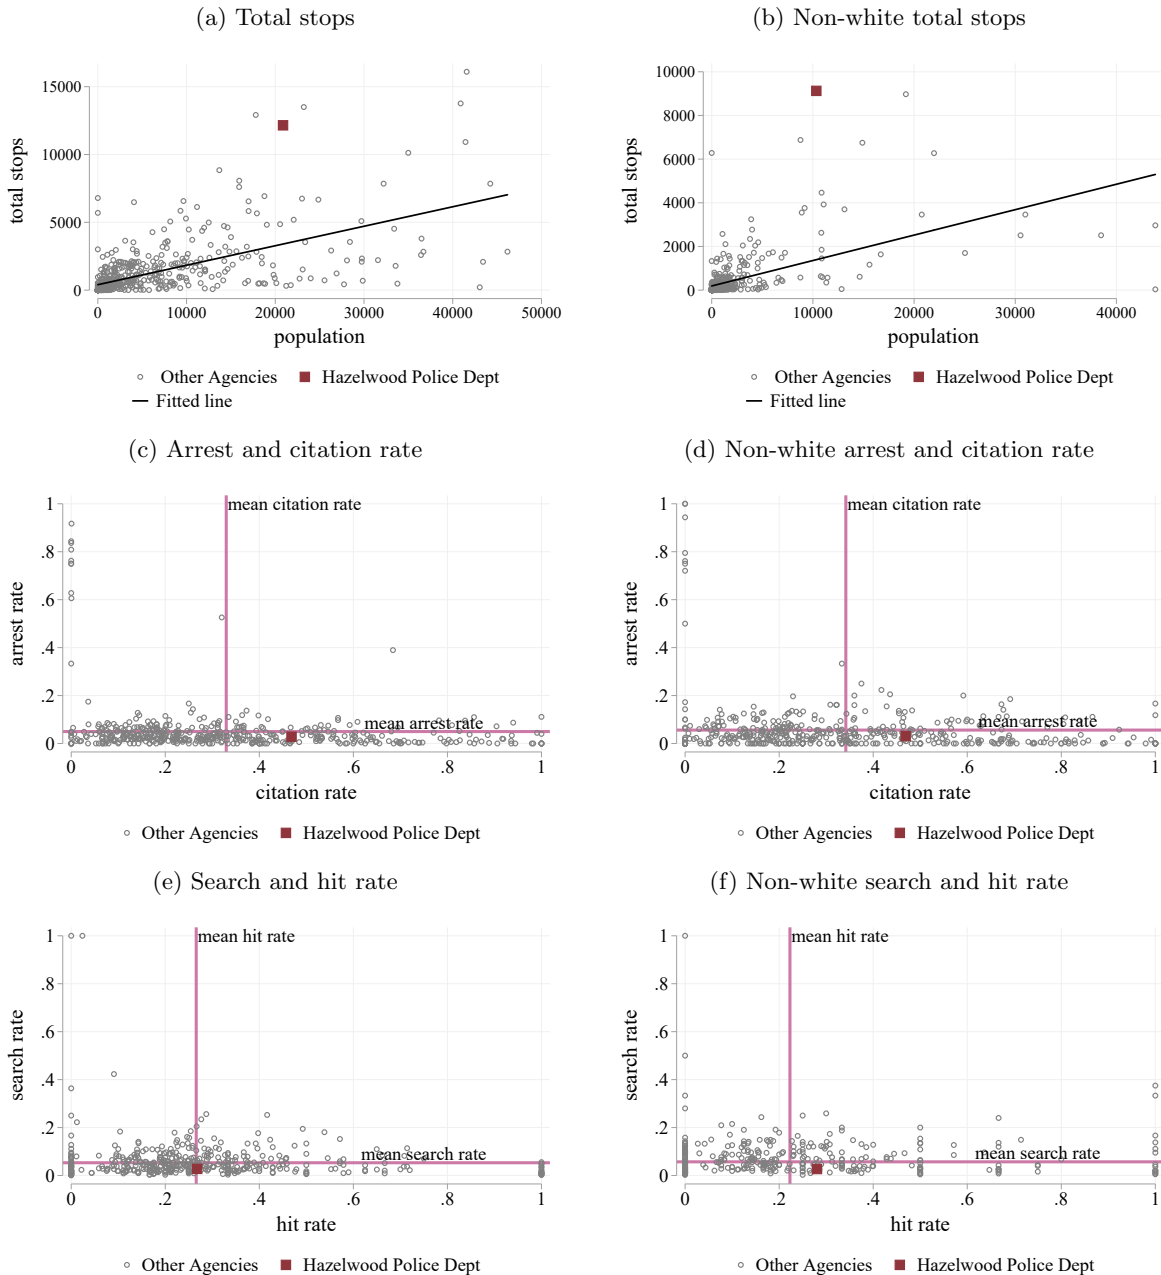 (a) Total stops
(b) Non-white total stops
15000
10000
5000
0
total stops
0 10000 20000 30000 40000 50000
population
Other Agencies Hazelwood Police Dept
Fitted line
10000
8000
6000
4000
2000
0
total stops
0 10000 20000 30000 40000
population
Other Agencies Hazelwood Police Dept
Fitted line
(c) Arrest and citation rate
(d) Non-white arrest and citation rate
mean citation rate
1
.8
.6
.4
.2
0
arrest rate
mean arrest rate
0 .2 .4 .6 .8 1
citation rate
Other Agencies Hazelwood Police Dept
mean citation rate
1
.8
.6
.4
.2
0
arrest rate
mean arrest rate
0 .2 .4 .6 .8 1
citation rate
Other Agencies Hazelwood Police Dept
(e) Search and hit rate
(f) Non-white search and hit rate
mean hit rate
1
.8
.6
.4
.2
0
search rate
mean search rate
0 .2 .4 .6 .8 1
hit rate
Other Agencies Hazelwood Police Dept
mean hit rate
1
.8
.6
.4
.2
0
search rate
mean search rate
0 .2 .4 .6 .8 1
hit rate
Other Agencies Hazelwood Police Dept